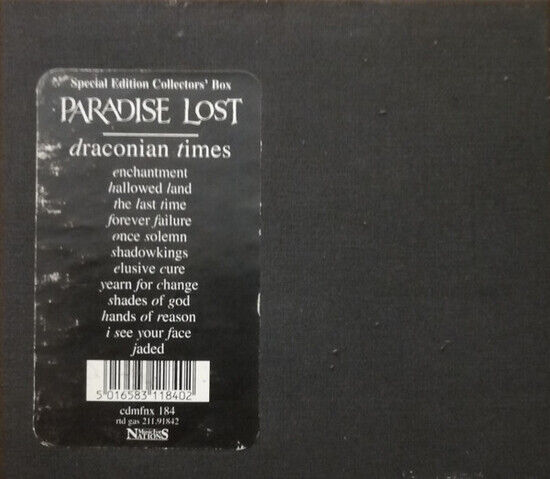 Special Edition Collectors' Box
PARADISE LOST
draconian times
enchantment
hallowed land
the last time
forever failure
once solemn
shadowkings
elusive cure
yearn for change
shades of god
hands of reason
i see your face
jaded
5 016583 118402
cdmfnx 184
rtd gas 211.91842
Music For
NATIONS